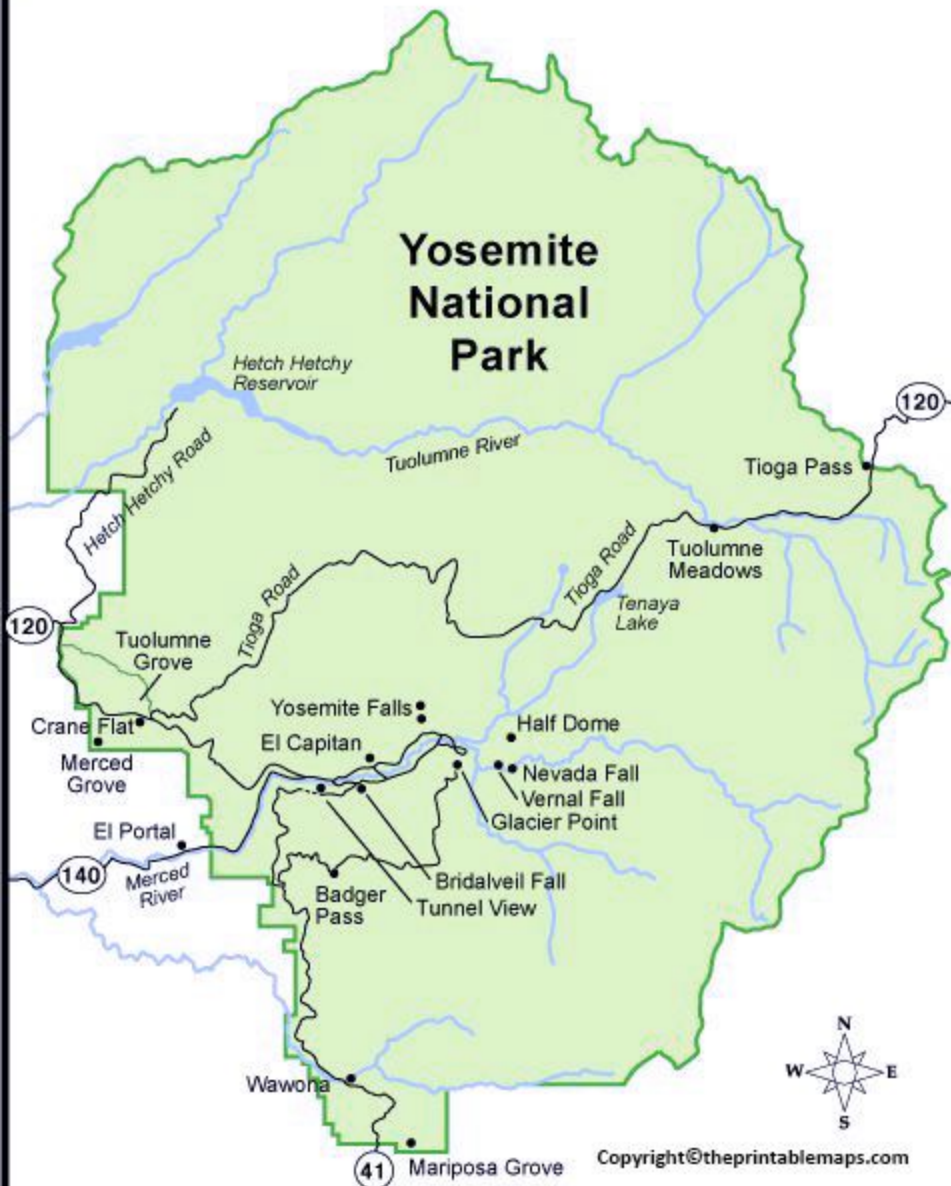 Yosemite
National
Park
Hetch Hetchy
Reservoir
120
Tuolumne River
Hetch Hetchy Road
Tioga Pass
Tioga Road
Tuolumne
Meadows
Tioga Road
Tenaya
Lake
120
Tuolumne
Grove
Yosemite Falls
Half Dome
Crane Flat
El Capitan
Merced
Grove
Nevada Fall
Vernal Fall
Glacier Point
El Portal
140
Merced
River
Badger
Pass
Bridalveil Fall
Tunnel View
N
W
E
S
Wawona
41
Mariposa Grove
Copyright©theprintablemaps.com